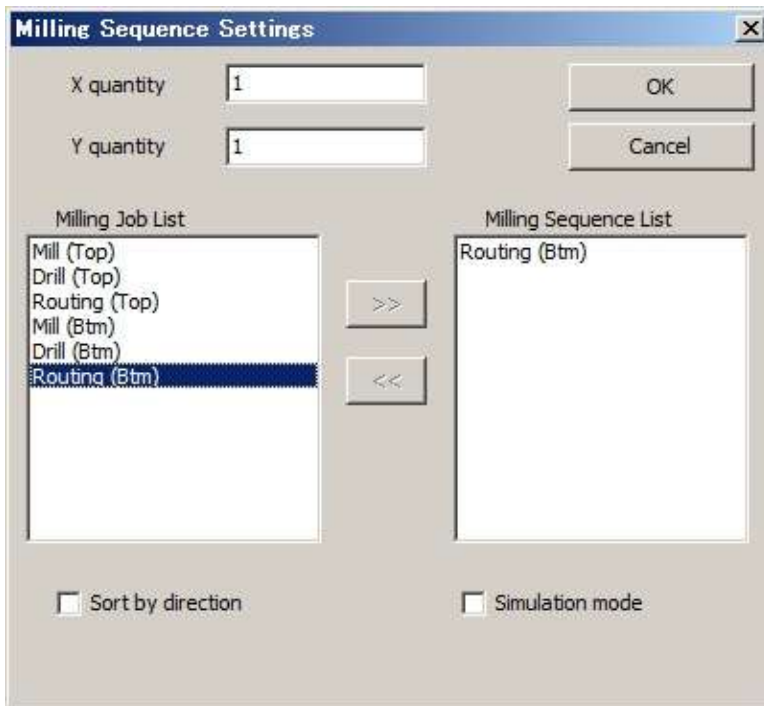 Milling Sequence Settings
X quantity 1 OK
Y quantity 1 Cancel
Milling Job List Milling Sequence List
Mill (Top) Routing (Btm)
Drill (Top)
Routing (Top)
Mill (Btm)
Drill (Btm)
Routing (Btm)
>>
<<
Sort by direction Simulation mode